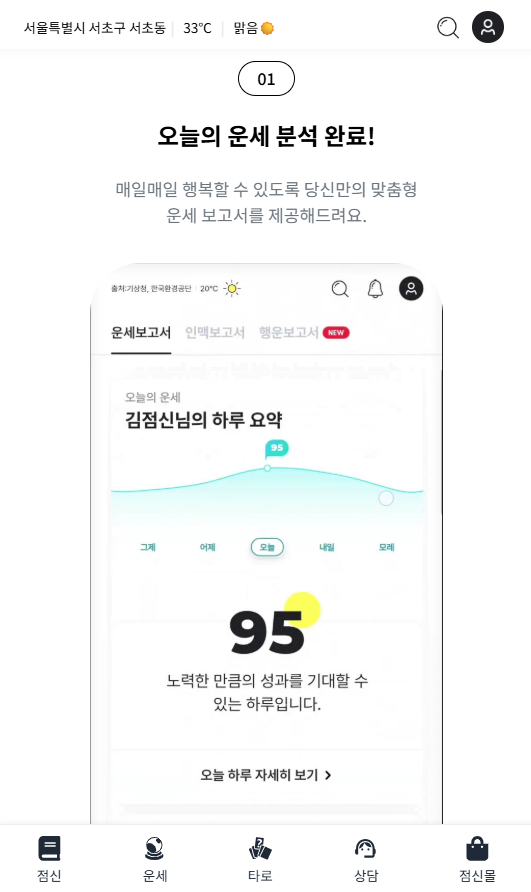 서울특별시 서초구 서초동 | 33°C | 맑음
01
오늘의 운세 분석 완료!
매일매일 행복할 수 있도록 당신만의 맞춤형
운세 보고서를 제공해드려요.
출처:기상청, 한국환경공단 | 20°C
운세보고서 인맥보고서 행운보고서 NEW
오늘의 운세
김점신님의 하루 요약
95
그제 어제 오늘 내일 모레
95
노력한 만큼의 성과를 기대할 수
있는 하루입니다.
오늘 하루 자세히 보기 >
점신 운세 타로 상담 점신몰